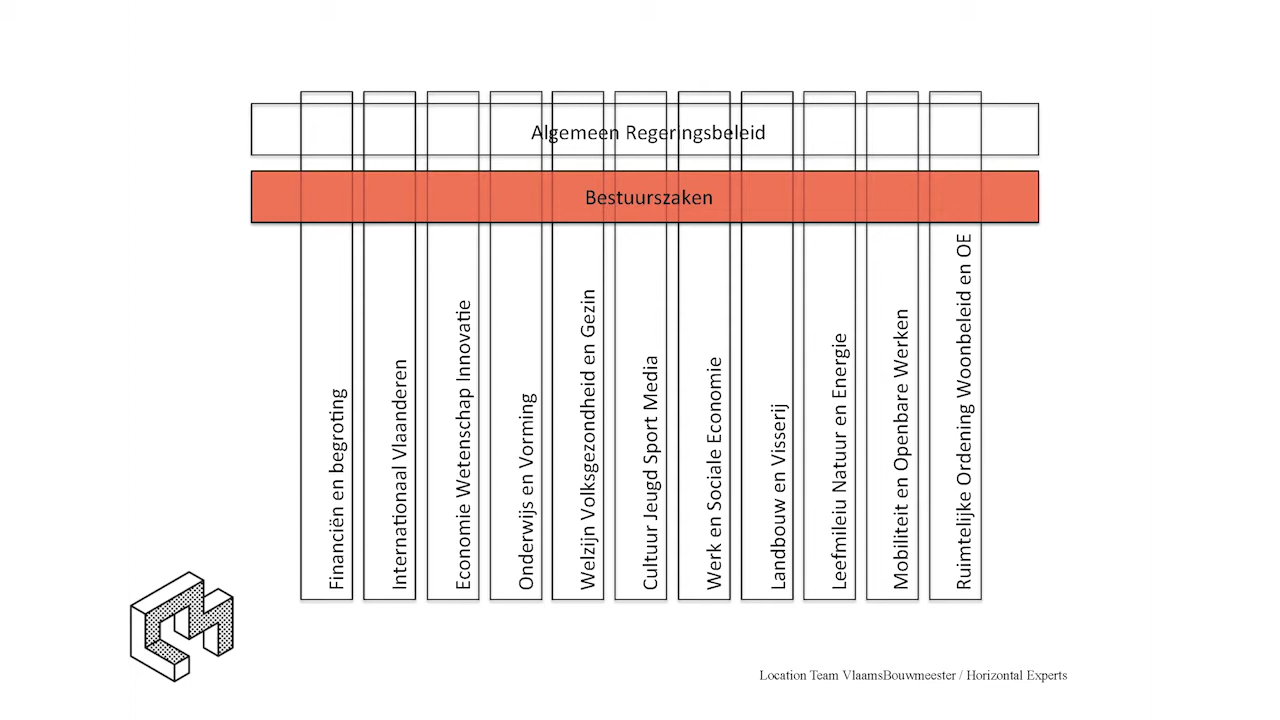 Algemeen Regeringsbeleid
Bestuurszaken
Financiën en begroting
Internationaal Vlaanderen
Economie Wetenschap Innovatie
Onderwijs en Vorming
Welzijn Volksgezondheid en Gezin
Cultuur Jeugd Sport Media
Werk en Sociale Economie
Landbouw en Visserij
Leefmileiu Natuur en Energie
Mobiliteit en Openbare Werken
Ruimtelijke Ordening Woonbeleid en OE
Location Team VlaamsBouwmeester / Horizontal Experts